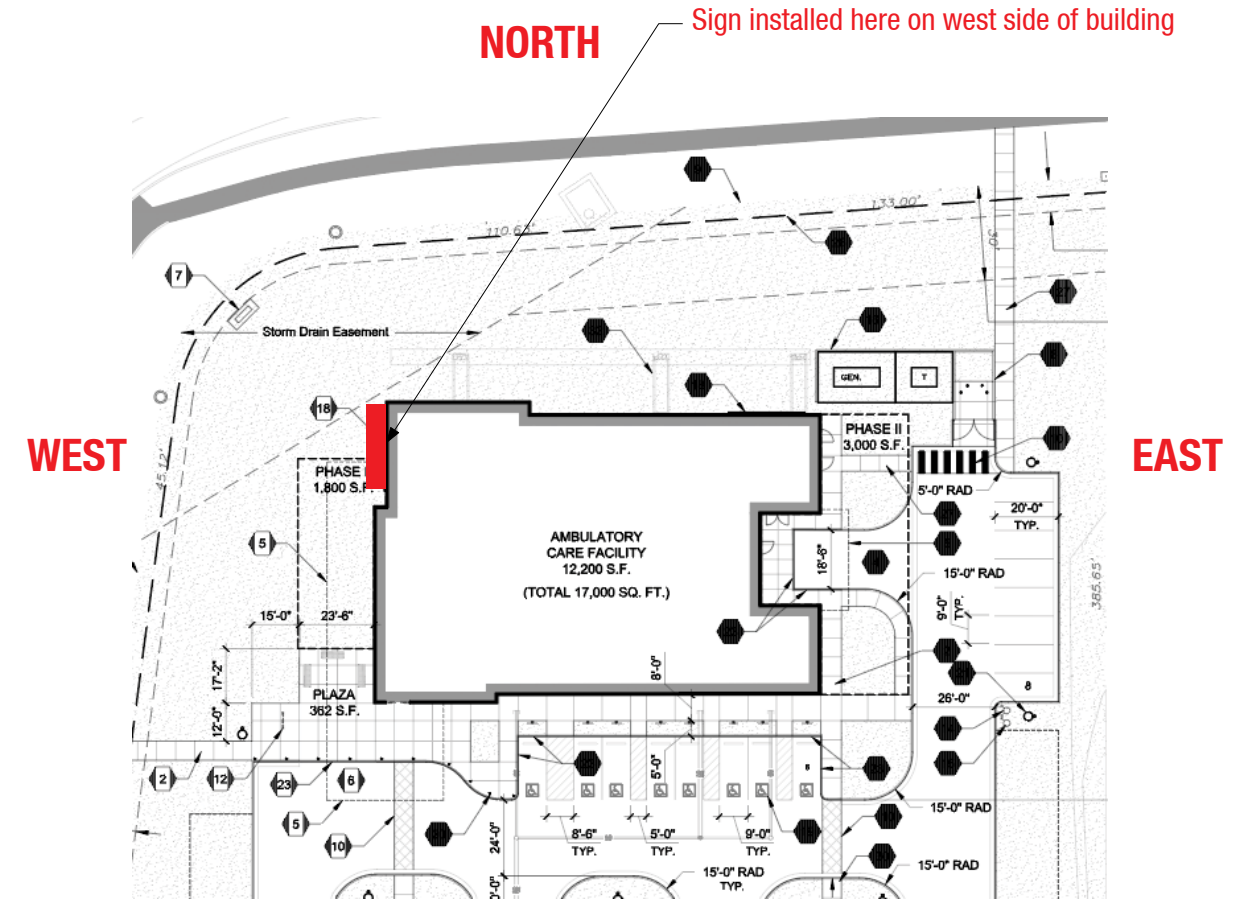 Sign installed here on west side of building
NORTH
133.00'
110.63'
30'
7
Storm Drain Easement
GEN.
T
18
WEST
EAST
45.12'
PHASE
1,800 S.F.
PHASE II
3,000 S.F.
5'-0" RAD
20'-0"
TYP.
AMBULATORY
CARE FACILITY
12,200 S.F.
(TOTAL 17,000 SQ. FT.)
5
18'-6"
15'-0" RAD
385.65'
9'-0"
TYP.
15'-0"
23'-6"
17'-2"
8'-0"
PLAZA
362 S.F.
12'-0"
26'-0"
8
2
12
23
6
5'-0"
5
10
8'-6"
TYP.
5'-0"
TYP.
9'-0"
TYP.
15'-0" RAD
24'-0"
15'-0" RAD
TYP.
15'-0" RAD